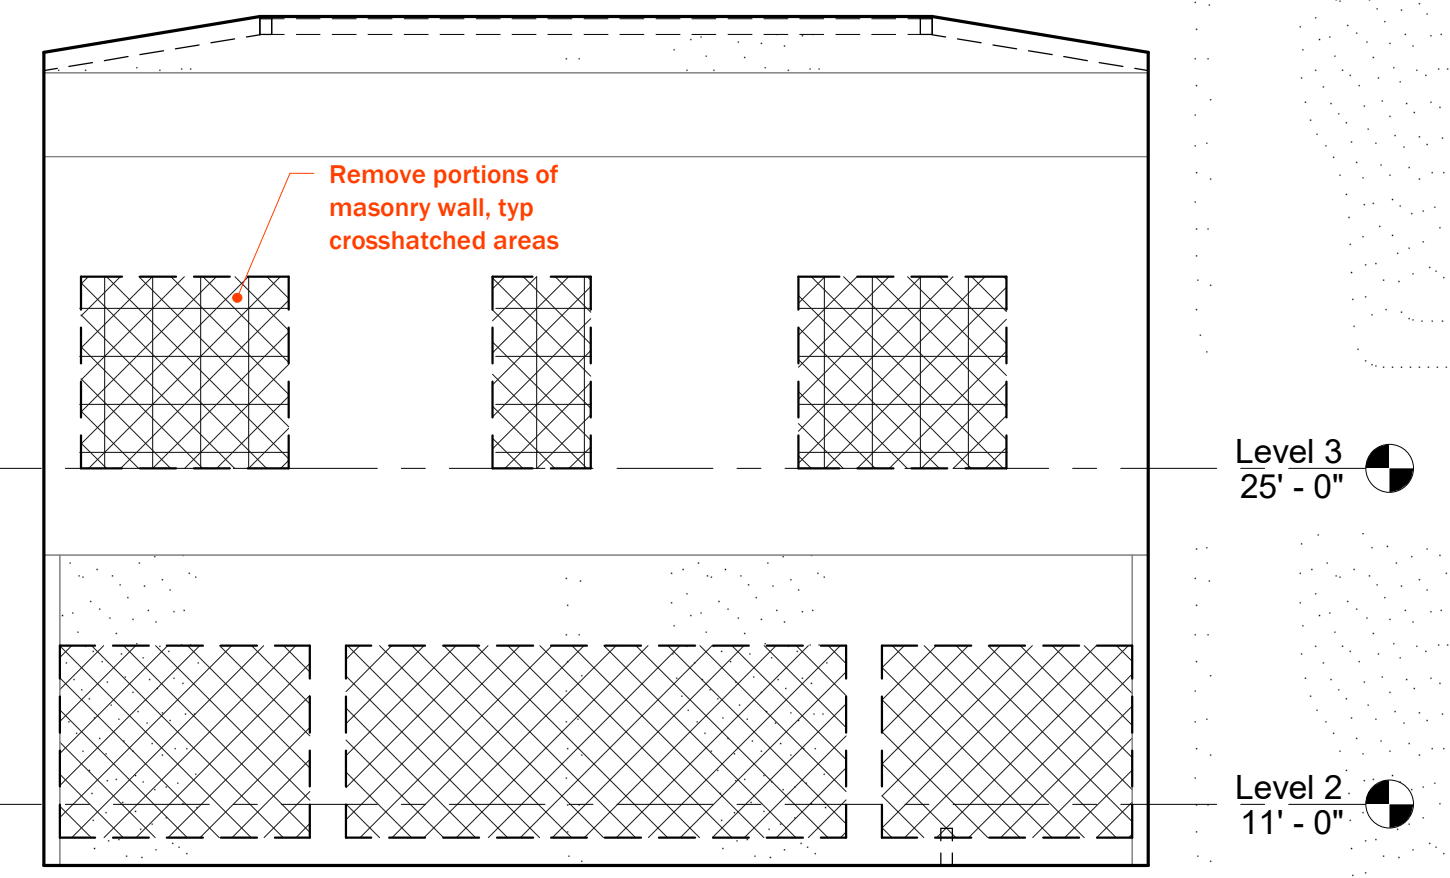 Remove portions of
masonry wall, typ
crosshatched areas
Level 3
25' - 0"
Level 2
11' - 0"